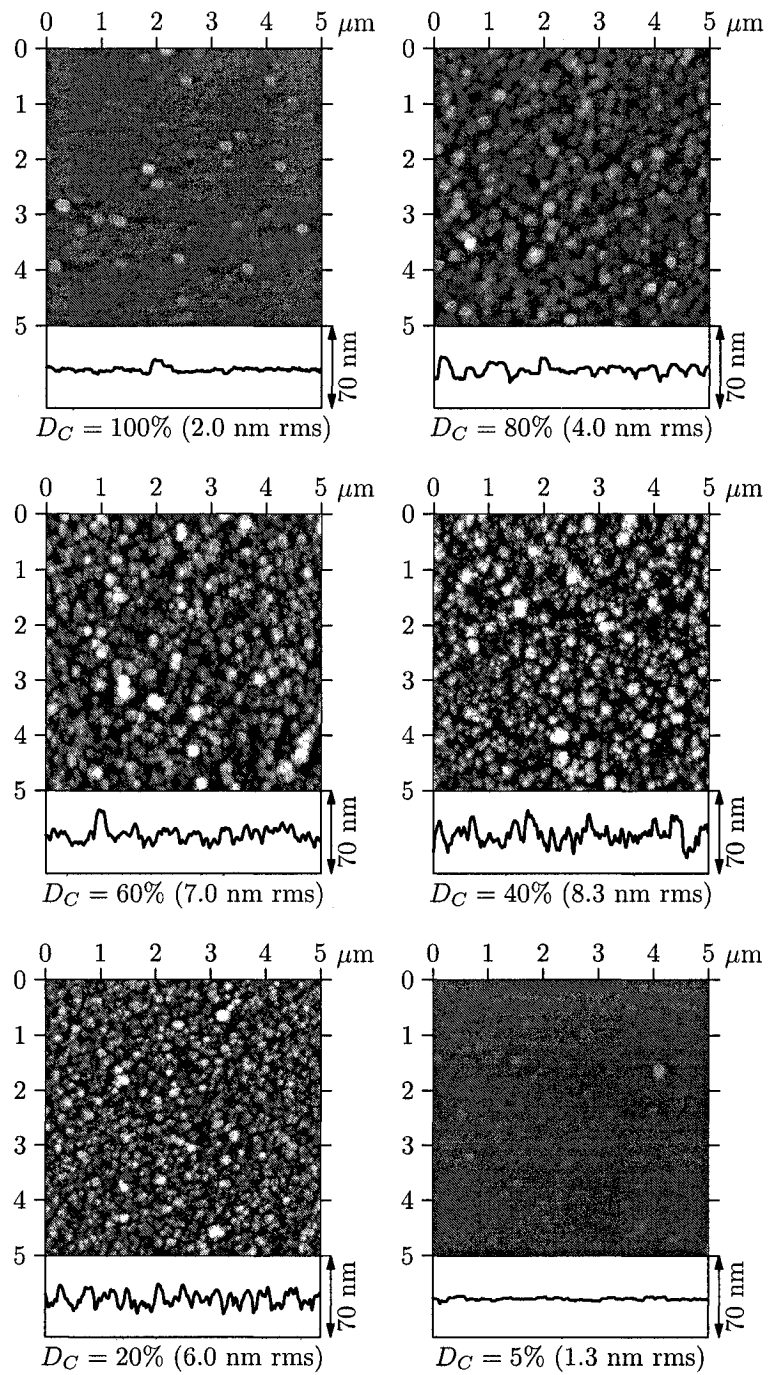 0 1 2 3 4 5 μm
0
1
2
3
4
5
70 nm
D_C = 100% (2.0 nm rms)
0 1 2 3 4 5 μm
0
1
2
3
4
5
70 nm
D_C = 80% (4.0 nm rms)
0 1 2 3 4 5 μm
0
1
2
3
4
5
70 nm
D_C = 60% (7.0 nm rms)
0 1 2 3 4 5 μm
0
1
2
3
4
5
70 nm
D_C = 40% (8.3 nm rms)
0 1 2 3 4 5 μm
0
1
2
3
4
5
70 nm
D_C = 20% (6.0 nm rms)
0 1 2 3 4 5 μm
0
1
2
3
4
5
70 nm
D_C = 5% (1.3 nm rms)